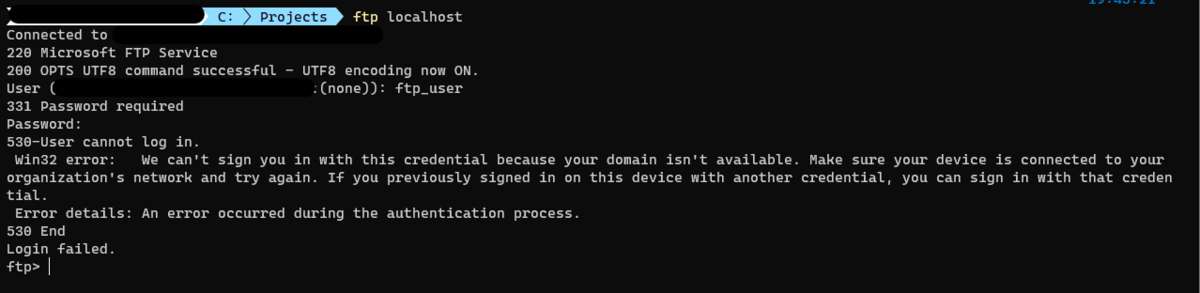 19:43:21
C: Projects ftp localhost
Connected to
220 Microsoft FTP Service
200 OPTS UTF8 command successful - UTF8 encoding now ON.
User ( :(none)): ftp_user
331 Password required
Password:
530-User cannot log in.
Win32 error:   We can't sign you in with this credential because your domain isn't available. Make sure your device is connected to your
organization's network and try again. If you previously signed in on this device with another credential, you can sign in with that creden
tial.
Error details: An error occurred during the authentication process.
530 End
Login failed.
ftp>